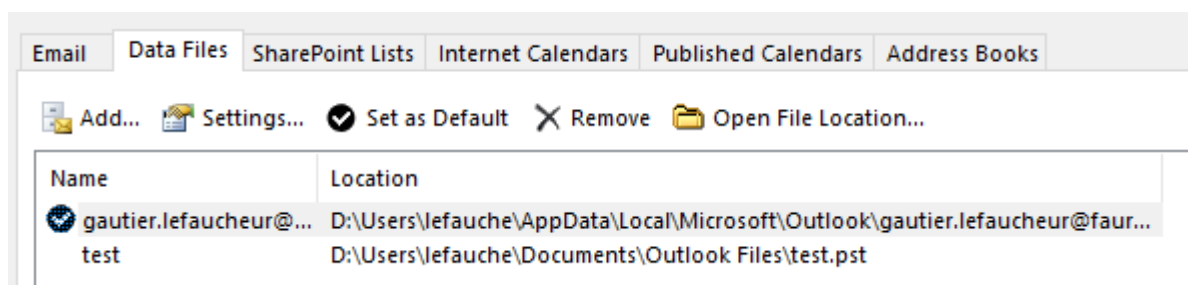 Email Data Files SharePoint Lists Internet Calendars Published Calendars Address Books
Add... Settings... Set as Default Remove Open File Location...
Name Location
gautier.lefaucheur@... D:\Users\lefauche\AppData\Local\Microsoft\Outlook\gautier.lefaucheur@faur...
test D:\Users\lefauche\Documents\Outlook Files\test.pst